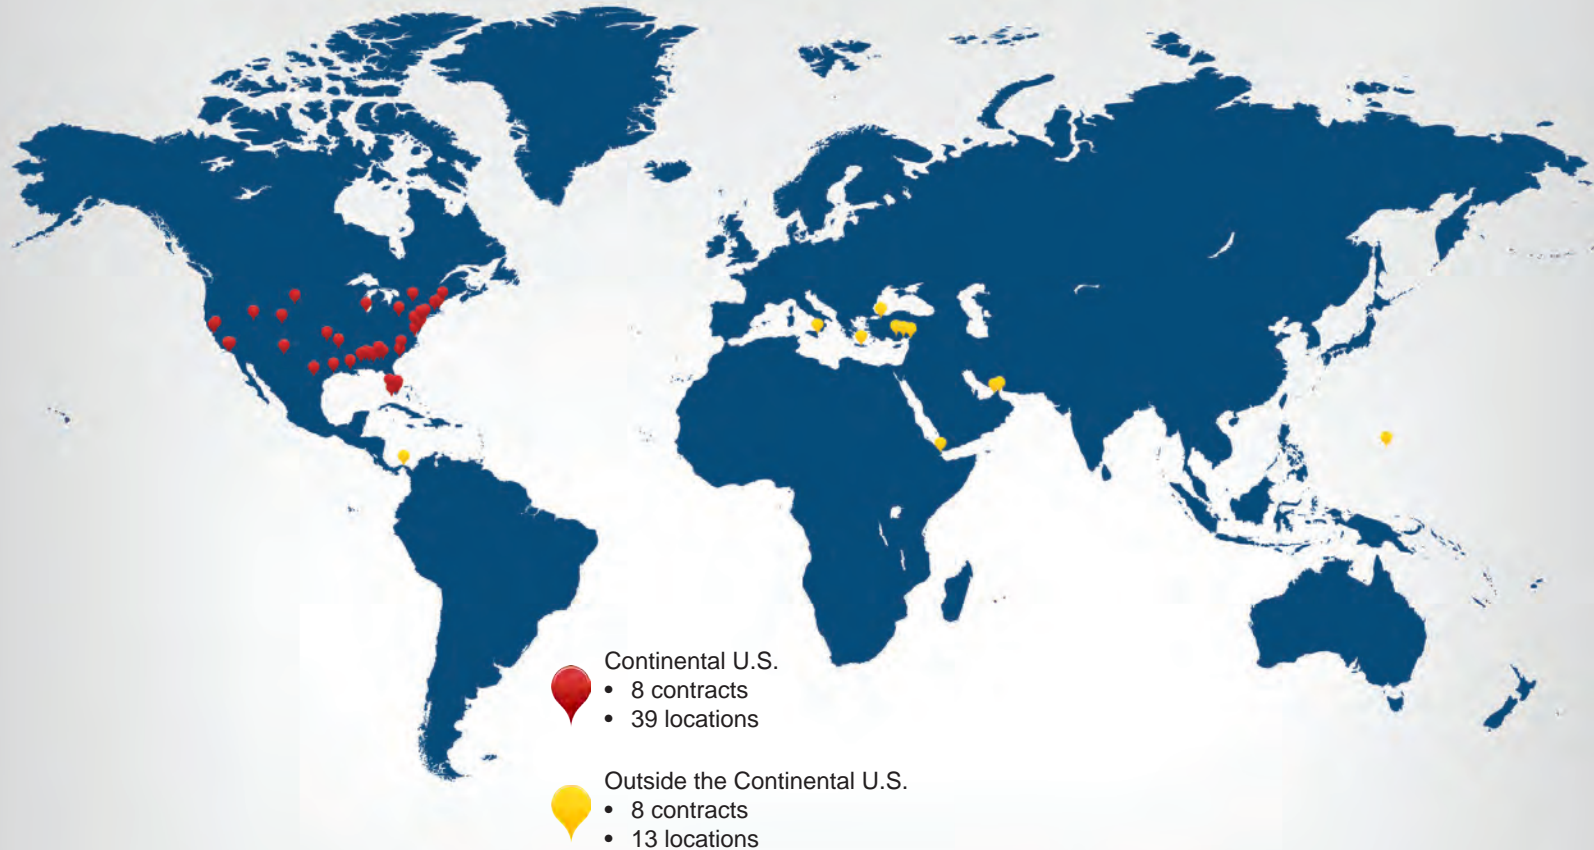 Continental U.S.
• 8 contracts
• 39 locations
Outside the Continental U.S.
• 8 contracts
• 13 locations